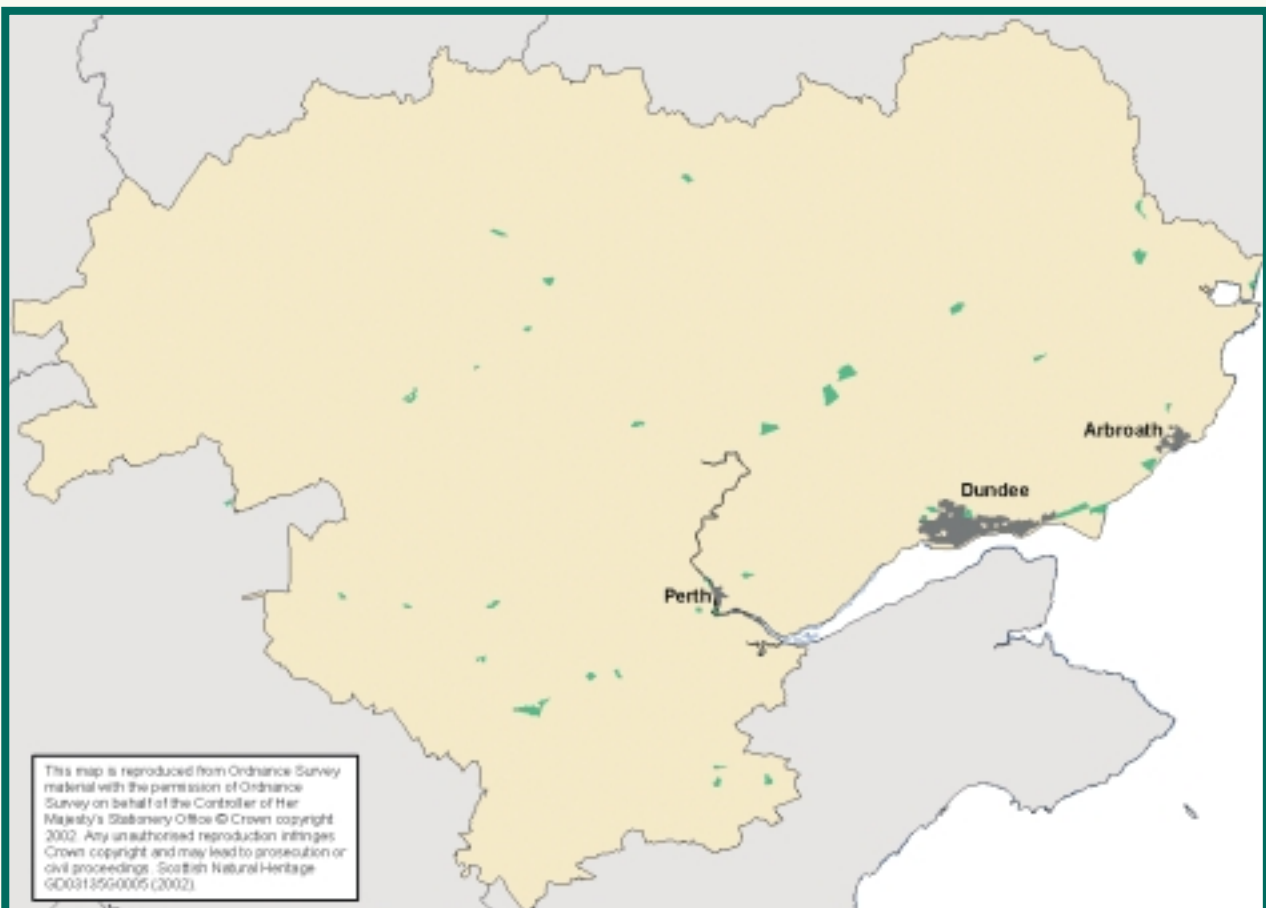 Arbroath
Dundee
Perth
This map is reproduced from Ordnance Survey
material with the permission of Ordnance
Survey on behalf of the Controller of Her
Majesty's Stationery Office © Crown copyright
2002. Any unauthorised reproduction infringes
Crown copyright and may lead to prosecution or
civil proceedings. Scottish Natural Heritage
GD03135G0005 (2002).